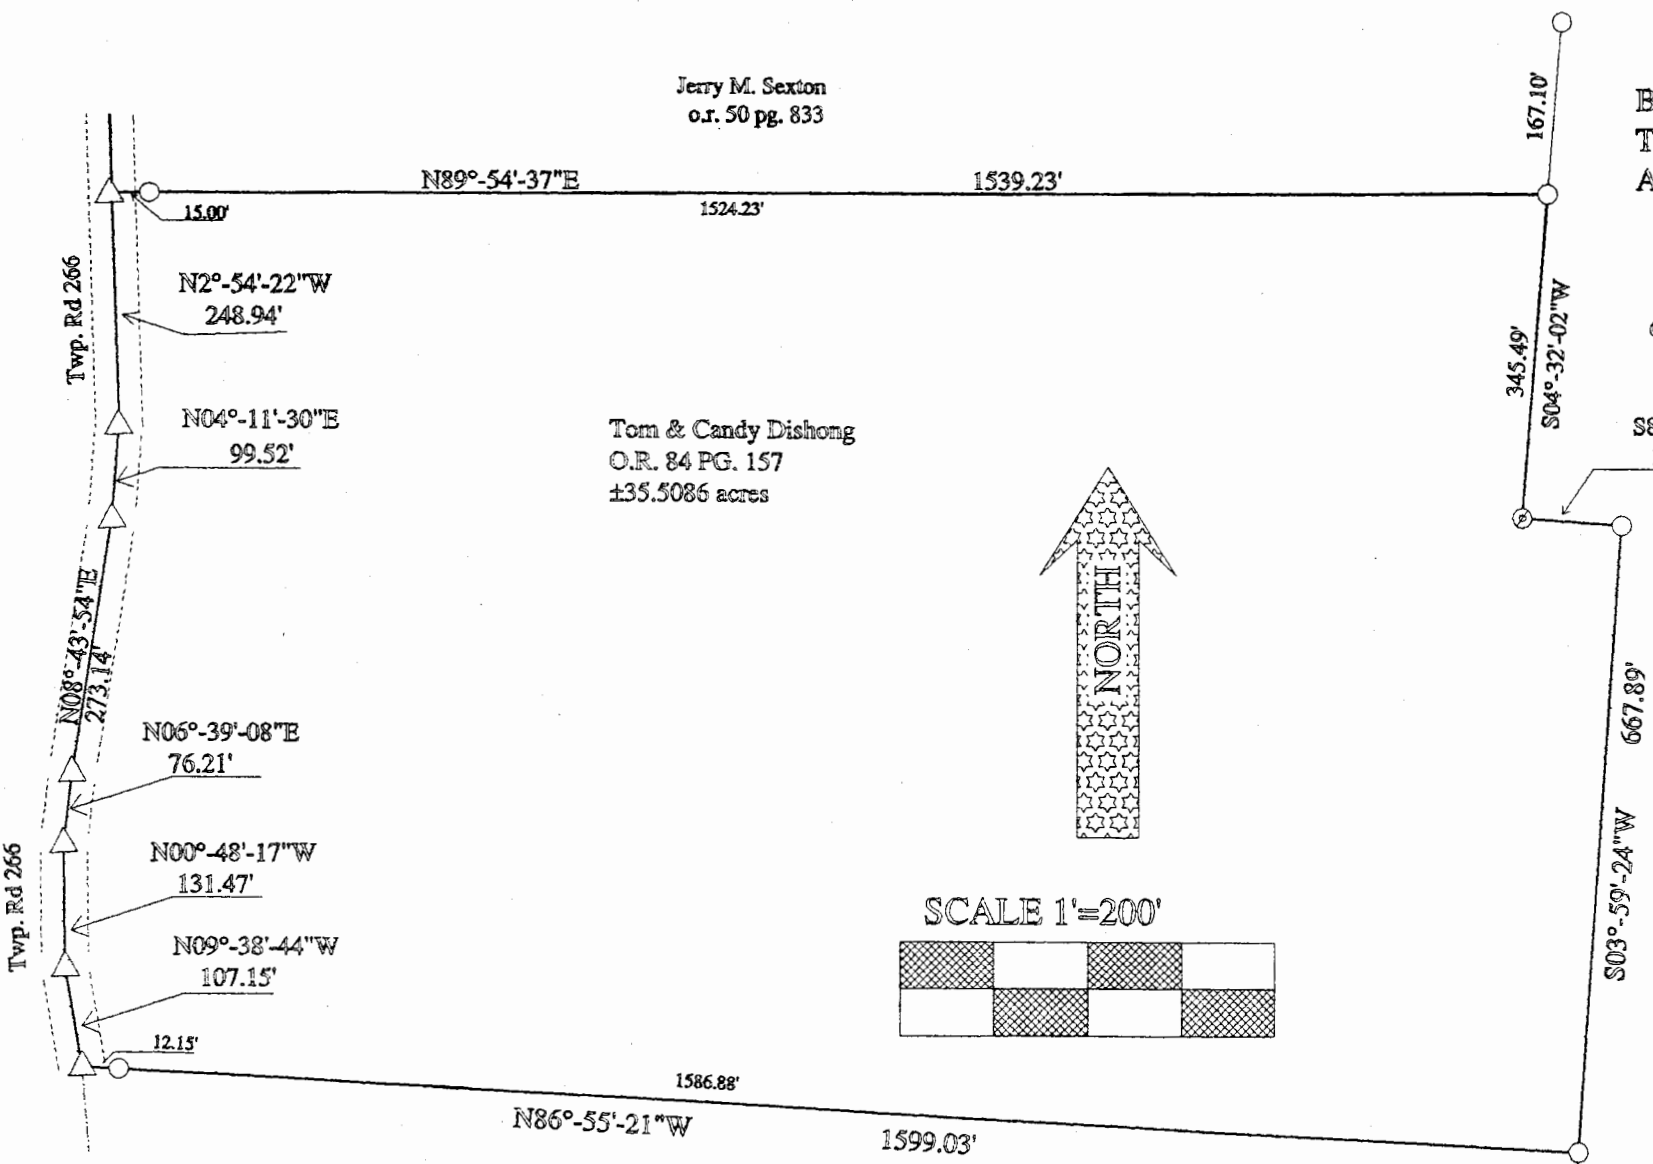 Jerry M. Sexton
o.r. 50 pg. 833
167.10'
N89°-54'-37"E
1539.23'
15.00'
1524.23'
Twp. Rd 266
N2°-54'-22"W
248.94'
345.49'
S04°-32'-02"W
N04°-11'-30"E
99.52'
Tom & Candy Dishong
O.R. 84 PG. 157
±35.5086 acres
S8
NORTH
N08°-43'-54"E
273.14'
N06°-39'-08"E
76.21'
667.89'
S03°-59'-24"W
Twp. Rd 266
N00°-48'-17"W
131.47'
SCALE 1'=200'
N09°-38'-44"W
107.15'
12.15'
1586.88'
N86°-55'-21"W
1599.03'